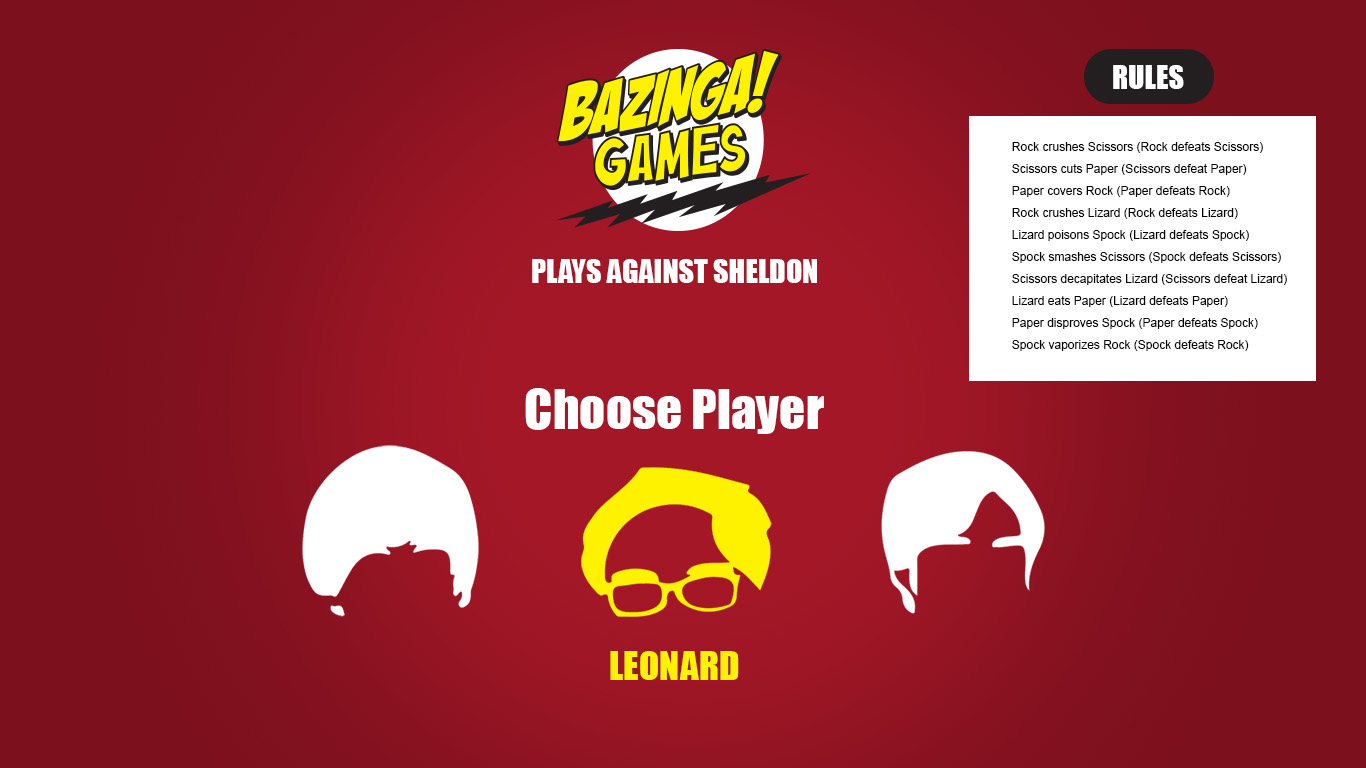 BAZINGA!
GAMES
PLAYS AGAINST SHELDON
RULES
Rock crushes Scissors (Rock defeats Scissors)
Scissors cuts Paper (Scissors defeat Paper)
Paper covers Rock (Paper defeats Rock)
Rock crushes Lizard (Rock defeats Lizard)
Lizard poisons Spock (Lizard defeats Spock)
Spock smashes Scissors (Spock defeats Scissors)
Scissors decapitates Lizard (Scissors defeat Lizard)
Lizard eats Paper (Lizard defeats Paper)
Paper disproves Spock (Paper defeats Spock)
Spock vaporizes Rock (Spock defeats Rock)
Choose Player
LEONARD